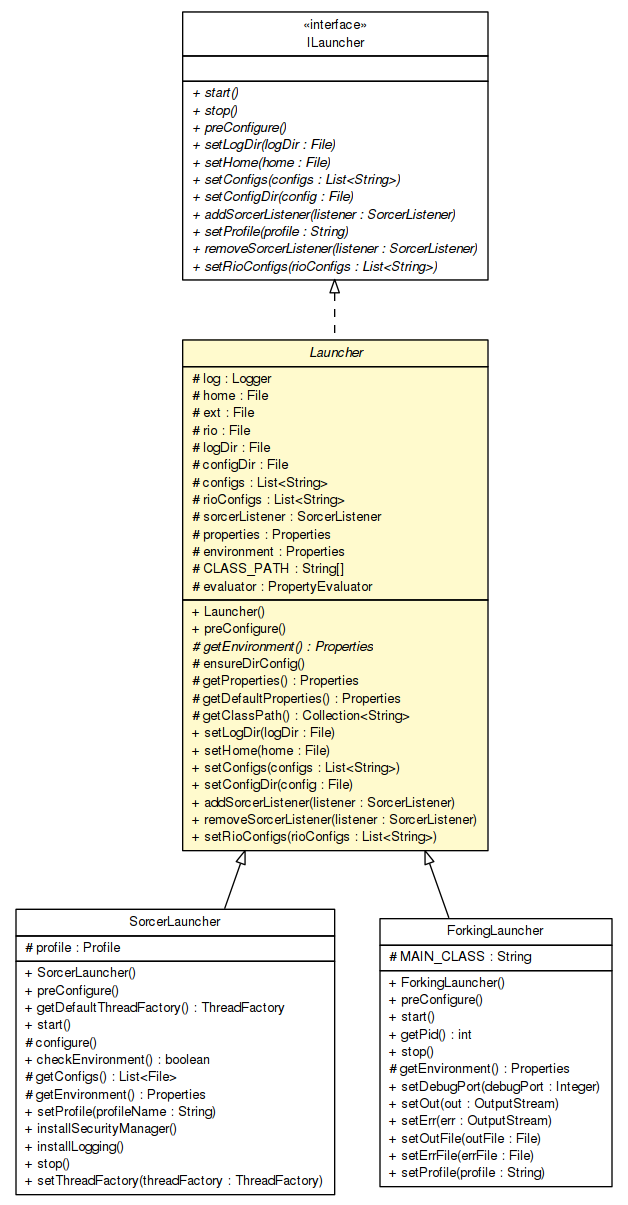 «interface»
ILauncher
+ start()
+ stop()
+ preConfigure()
+ setLogDir(logDir : File)
+ setHome(home : File)
+ setConfigs(configs : List<String>)
+ setConfigDir(config : File)
+ addSorcerListener(listener : SorcerListener)
+ setProfile(profile : String)
+ removeSorcerListener(listener : SorcerListener)
+ setRioConfigs(rioConfigs : List<String>)
Launcher
# log : Logger
# home : File
# ext : File
# rio : File
# logDir : File
# configDir : File
# configs : List<String>
# rioConfigs : List<String>
# sorcerListener : SorcerListener
# properties : Properties
# environment : Properties
# CLASS_PATH : String[]
# evaluator : PropertyEvaluator
+ Launcher()
+ preConfigure()
# getEnvironment() : Properties
# ensureDirConfig()
# getProperties() : Properties
# getDefaultProperties() : Properties
# getClassPath() : Collection<String>
+ setLogDir(logDir : File)
+ setHome(home : File)
+ setConfigs(configs : List<String>)
+ setConfigDir(config : File)
+ addSorcerListener(listener : SorcerListener)
+ removeSorcerListener(listener : SorcerListener)
+ setRioConfigs(rioConfigs : List<String>)
SorcerLauncher
# profile : Profile
+ SorcerLauncher()
+ preConfigure()
+ getDefaultThreadFactory() : ThreadFactory
+ start()
# configure()
+ checkEnvironment() : boolean
# getConfigs() : List<File>
# getEnvironment() : Properties
+ setProfile(profileName : String)
+ installSecurityManager()
+ installLogging()
+ stop()
+ setThreadFactory(threadFactory : ThreadFactory)
ForkingLauncher
# MAIN_CLASS : String
+ ForkingLauncher()
+ preConfigure()
+ start()
+ getPid() : int
+ stop()
# getEnvironment() : Properties
+ setDebugPort(debugPort : Integer)
+ setOut(out : OutputStream)
+ setErr(err : OutputStream)
+ setOutFile(outFile : File)
+ setErrFile(errFile : File)
+ setProfile(profile : String)